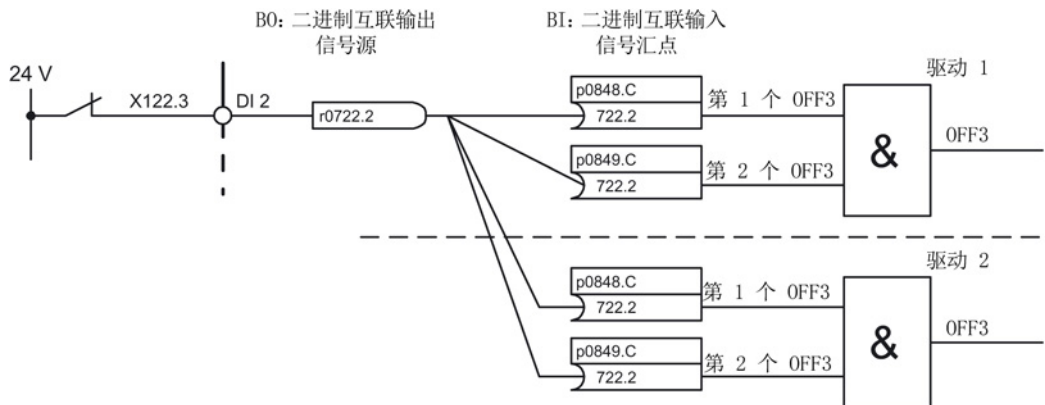 BO: 二进制互联输出
信号源
BI: 二进制互联输入
信号汇点
24 V
X122.3
DI 2
r0722.2
p0848.C
722.2
第 1 个 OFF3
p0849.C
722.2
第 2 个 OFF3
驱动 1
&
OFF3
p0848.C
722.2
第 1 个 OFF3
p0849.C
722.2
第 2 个 OFF3
驱动 2
&
OFF3